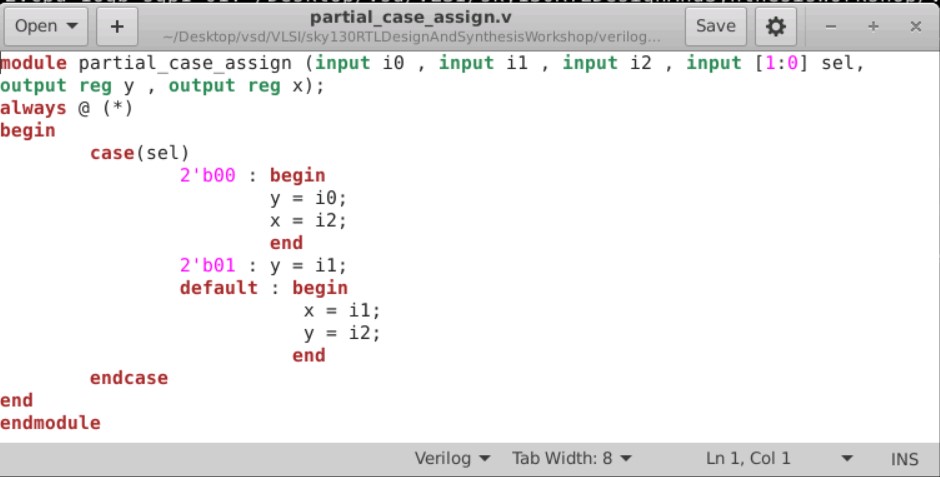 Open
+
partial_case_assign.v
~/Desktop/vsd/VLSI/sky130RTLDesignAndSynthesisWorkshop/verilog...
Save
module partial_case_assign (input i0 , input i1 , input i2 , input [1:0] sel,
output reg y , output reg x);
always @ (*)
begin
case(sel)
2'b00 : begin
y = i0;
x = i2;
end
2'b01 : y = i1;
default : begin
x = i1;
y = i2;
end
endcase
end
endmodule
Verilog Tab Width: 8 Ln 1, Col 1 INS